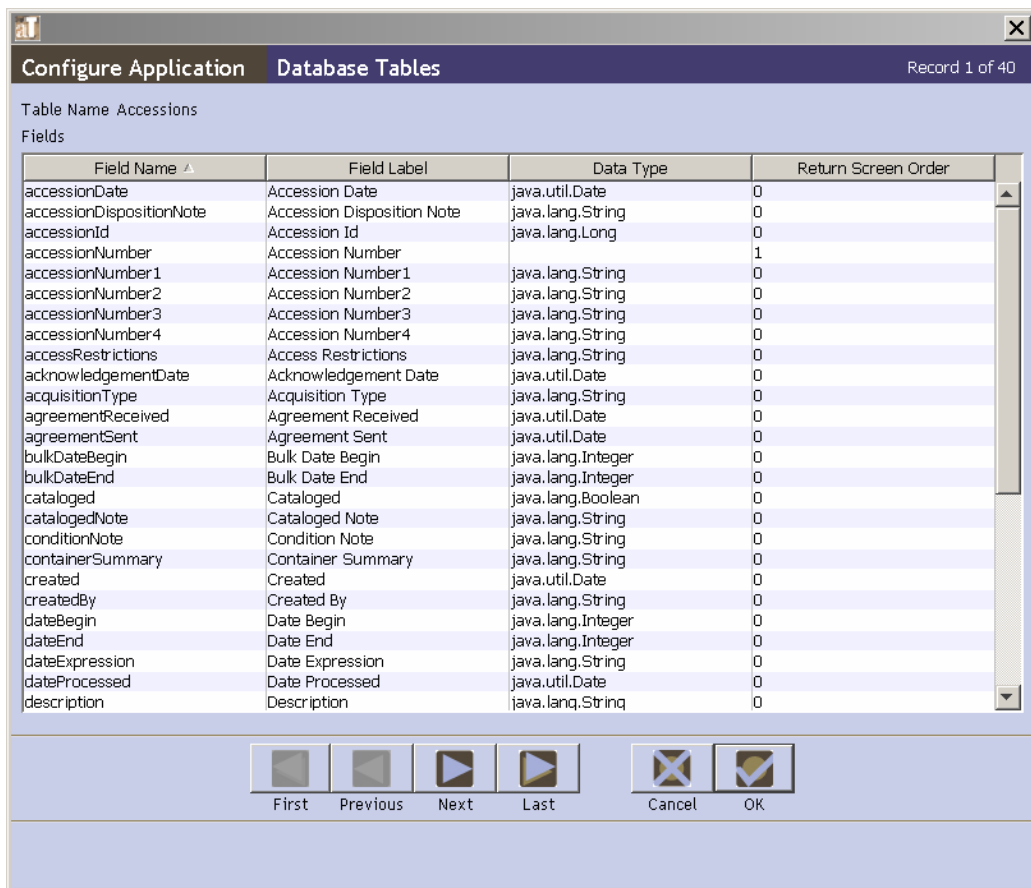 aT
Configure Application Database Tables Record 1 of 40
Table Name Accessions
Fields
Field Name Field Label Data Type Return Screen Order
accessionDate Accession Date java.util.Date 0
accessionDispositionNote Accession Disposition Note java.lang.String 0
accessionId Accession Id java.lang.Long 0
accessionNumber Accession Number 1
accessionNumber1 Accession Number1 java.lang.String 0
accessionNumber2 Accession Number2 java.lang.String 0
accessionNumber3 Accession Number3 java.lang.String 0
accessionNumber4 Accession Number4 java.lang.String 0
accessRestrictions Access Restrictions java.lang.String 0
acknowledgementDate Acknowledgement Date java.util.Date 0
acquisitionType Acquisition Type java.lang.String 0
agreementReceived Agreement Received java.util.Date 0
agreementSent Agreement Sent java.util.Date 0
bulkDateBegin Bulk Date Begin java.lang.Integer 0
bulkDateEnd Bulk Date End java.lang.Integer 0
cataloged Cataloged java.lang.Boolean 0
catalogedNote Cataloged Note java.lang.String 0
conditionNote Condition Note java.lang.String 0
containerSummary Container Summary java.lang.String 0
created Created java.util.Date 0
createdBy Created By java.lang.String 0
dateBegin Date Begin java.lang.Integer 0
dateEnd Date End java.lang.Integer 0
dateExpression Date Expression java.lang.String 0
dateProcessed Date Processed java.util.Date 0
description Description java.lang.String 0
First Previous Next Last Cancel OK